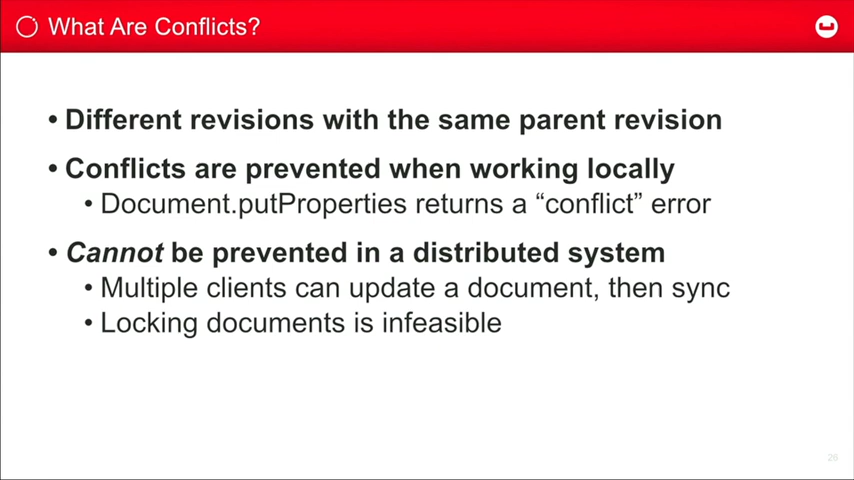 What Are Conflicts?
• Different revisions with the same parent revision
• Conflicts are prevented when working locally
• Document.putProperties returns a “conflict” error
• Cannot be prevented in a distributed system
• Multiple clients can update a document, then sync
• Locking documents is infeasible
26